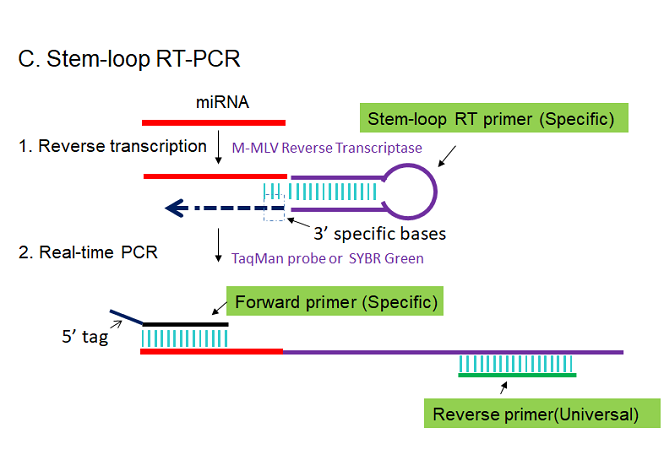 C. Stem-loop RT-PCR
miRNA
Stem-loop RT primer (Specific)
1. Reverse transcription
M-MLV Reverse Transcriptase
3’ specific bases
2. Real-time PCR
TaqMan probe or SYBR Green
Forward primer (Specific)
5’ tag
Reverse primer(Universal)